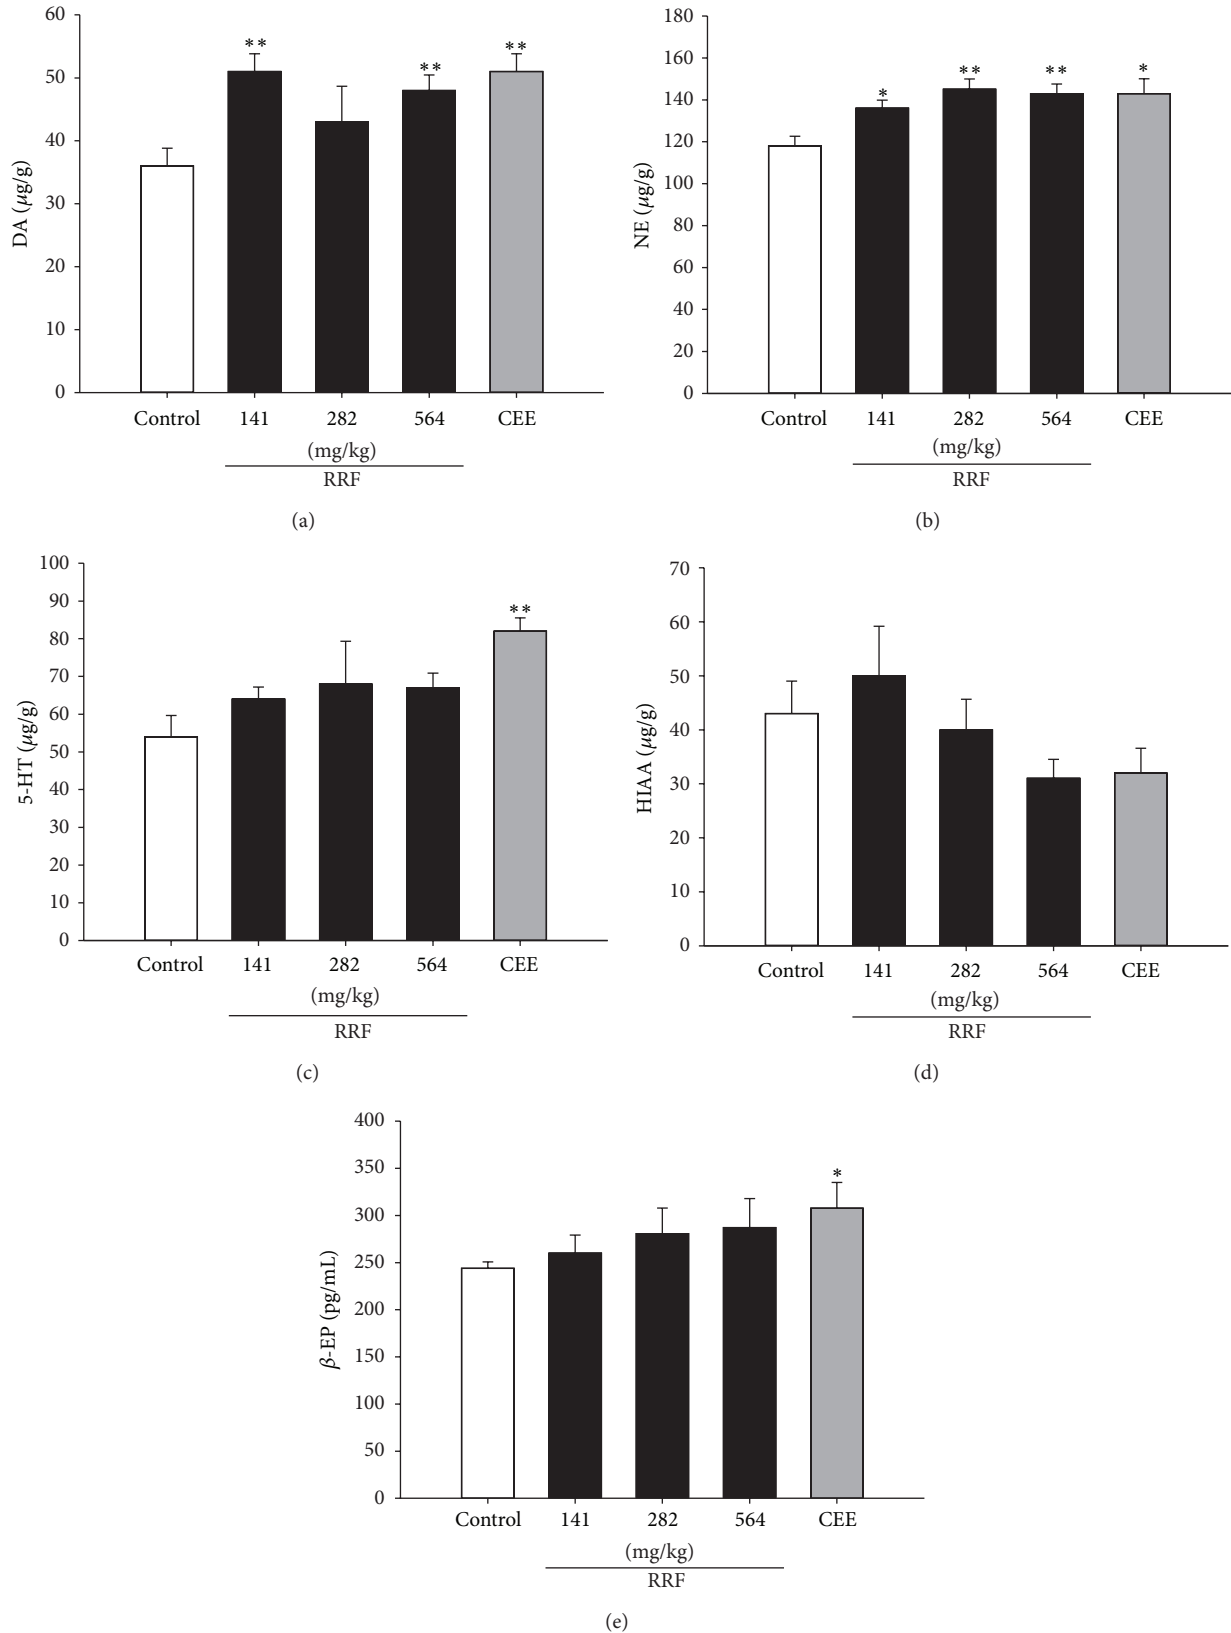 60
50
40
30
20
10
0
DA (μg/g)
** ** **
Control 141 282 564 CEE
(mg/kg)
RRF
(a)
180
160
140
120
100
80
60
40
20
0
NE (μg/g)
* ** ** *
Control 141 282 564 CEE
(mg/kg)
RRF
(b)
100
90
80
70
60
50
40
30
20
10
0
5-HT (μg/g)
**
Control 141 282 564 CEE
(mg/kg)
RRF
(c)
70
60
50
40
30
20
10
0
HIAA (μg/g)
Control 141 282 564 CEE
(mg/kg)
RRF
(d)
400
350
300
250
200
150
100
50
0
β-EP (pg/mL)
*
Control 141 282 564 CEE
(mg/kg)
RRF
(e)